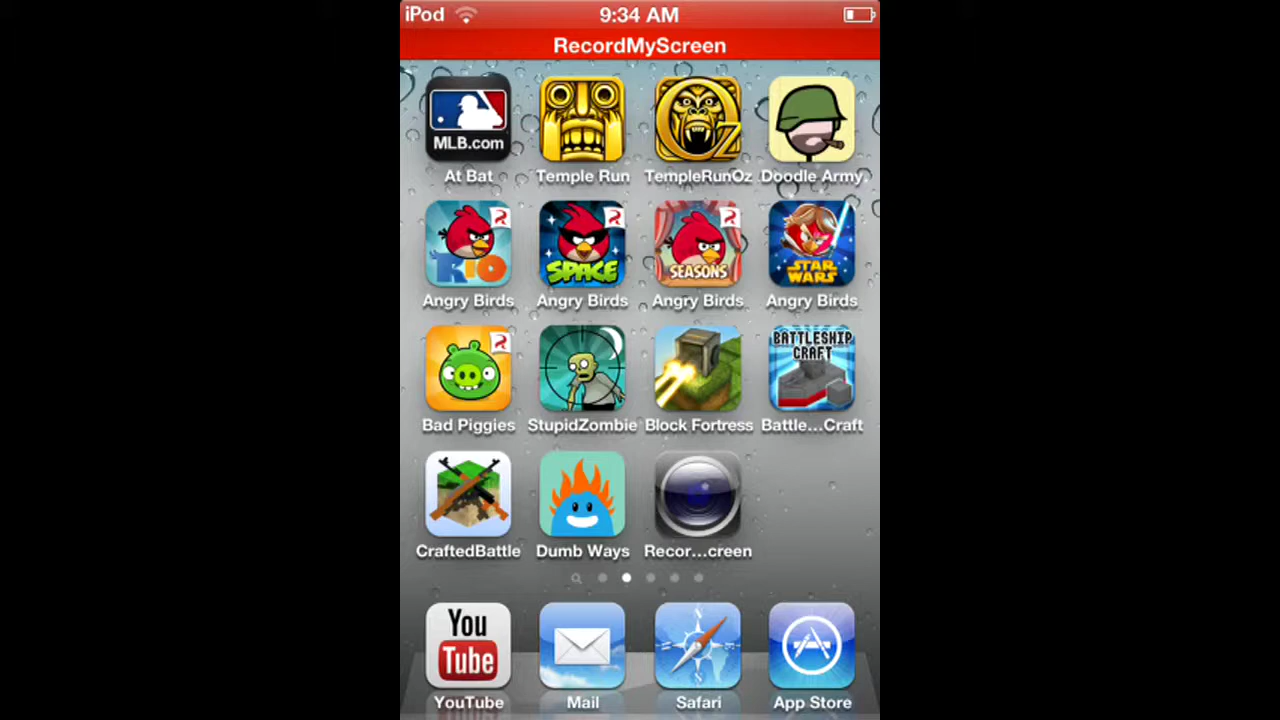 iPod 9:34 AM
RecordMyScreen
MLB.com
Oz
At Bat Temple Run TempleRunOz Doodle Army.
RIO SPACE SEASONS STAR WARS
Angry Birds Angry Birds Angry Birds Angry Birds
BATTLESHIP CRAFT
Bad Piggies StupidZombie Block Fortress Battle...Craft
CraftedBattle Dumb Ways Recor...creen
You
Tube
YouTube Mail Safari App Store